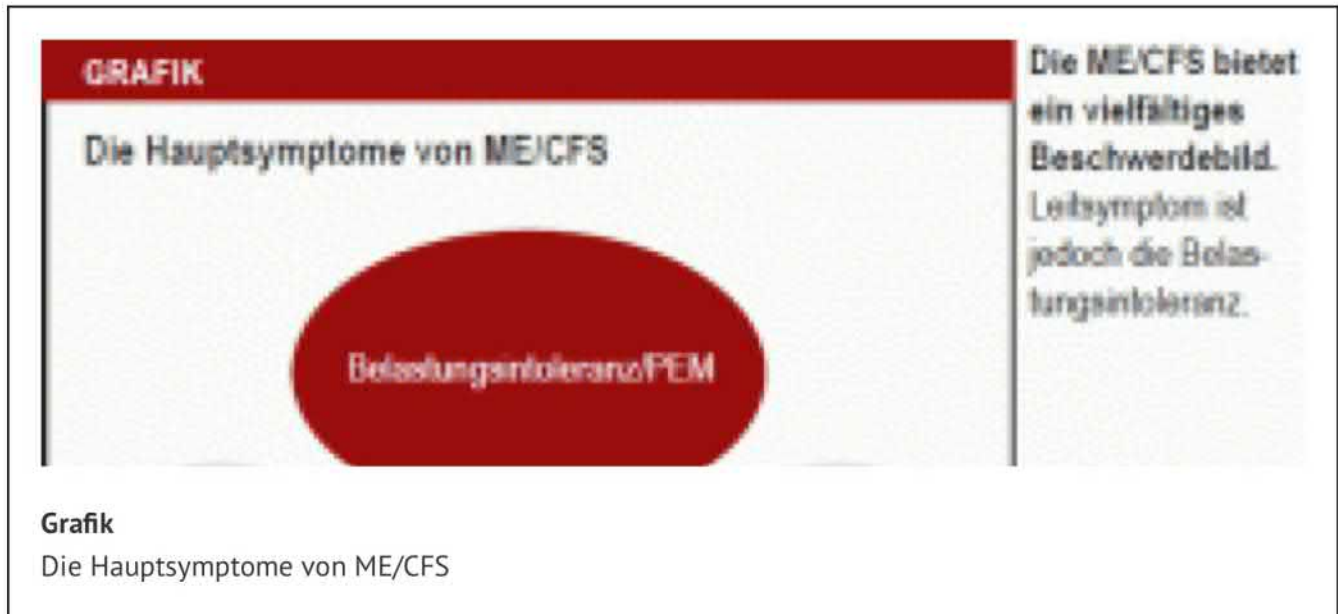 GRAFIK
Die Hauptsymptome von ME/CFS
Belastungsintoleranz/PEM
Die ME/CFS bietet
ein vielfältiges
Beschwerdebild.
Leitsymptom ist
jedoch die Belas-
tungsintoleranz.
Grafik
Die Hauptsymptome von ME/CFS